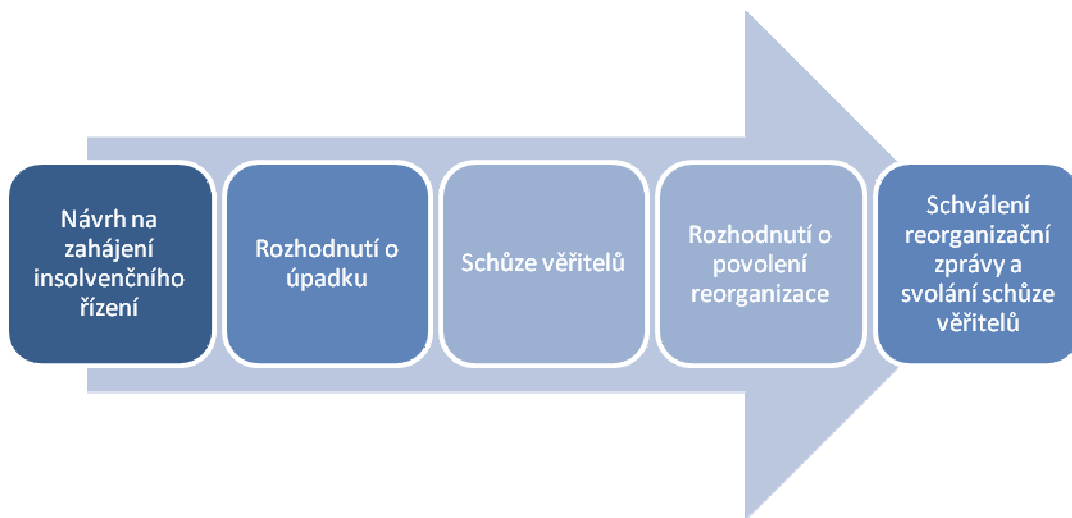 Návrh na
zahájení
insolvenčního
řízení
Rozhodnutí o
úpadku
Schůze věřitelů
Rozhodnutí o
povolení
reorganizace
Schválení
reorganizační
zprávy a
svolání schůze
věřitelů